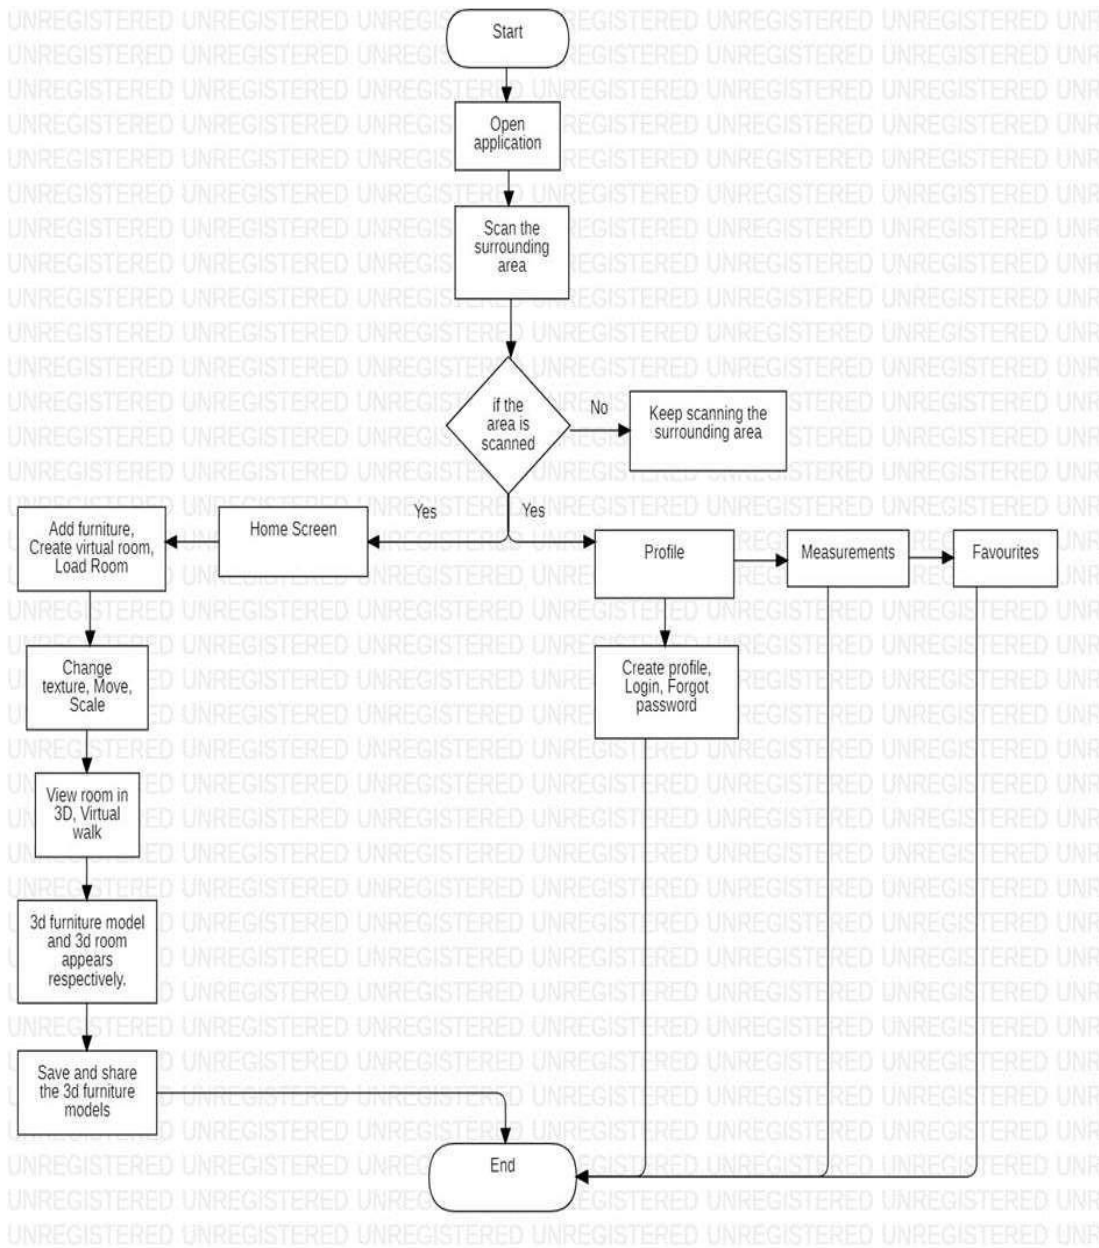 Start
Open
application
Scan the
surrounding
area
if the
area is
scanned
No
Keep scanning the
surrounding area
Yes
Yes
Home Screen
Add furniture,
Create virtual room,
Load Room
Profile
Measurements
Favourites
Change
texture, Move,
Scale
Create profile,
Login, Forgot
password
View room in
3D, Virtual
walk
3d furniture model
and 3d room
appears
respectively.
Save and share
the 3d furniture
models
End
UNREGISTERED